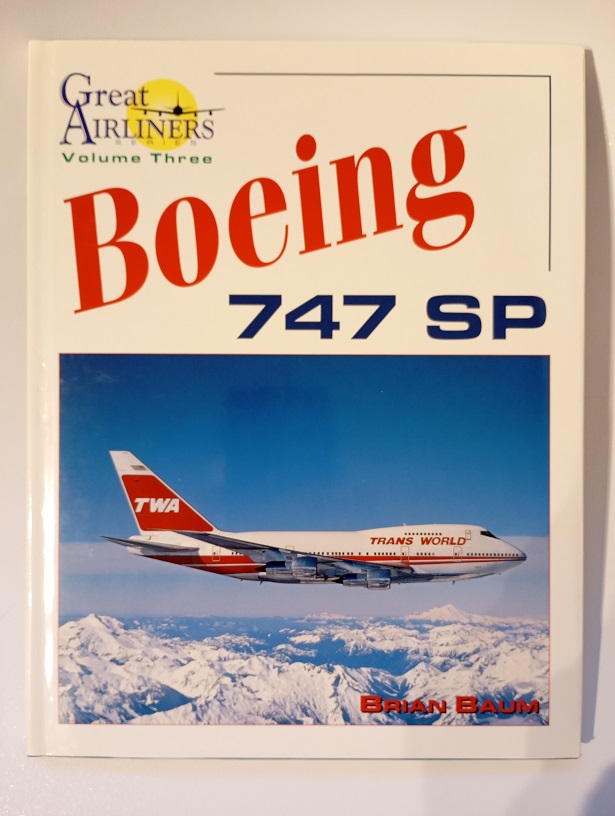 Great
AIRLINERS
SERIES
Volume Three
Boeing
747 SP
TWA
TRANS WORLD
BRIAN BAUM